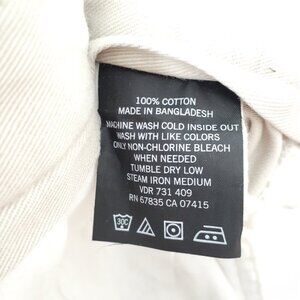 100% COTTON
MADE IN BANGLADESH
MACHINE WASH COLD INSIDE OUT
WASH WITH LIKE COLORS
ONLY NON-CHLORINE BLEACH
WHEN NEEDED
TUMBLE DRY LOW
STEAM IRON MEDIUM
VDR 731 409
RN 67835 CA 07415
30C